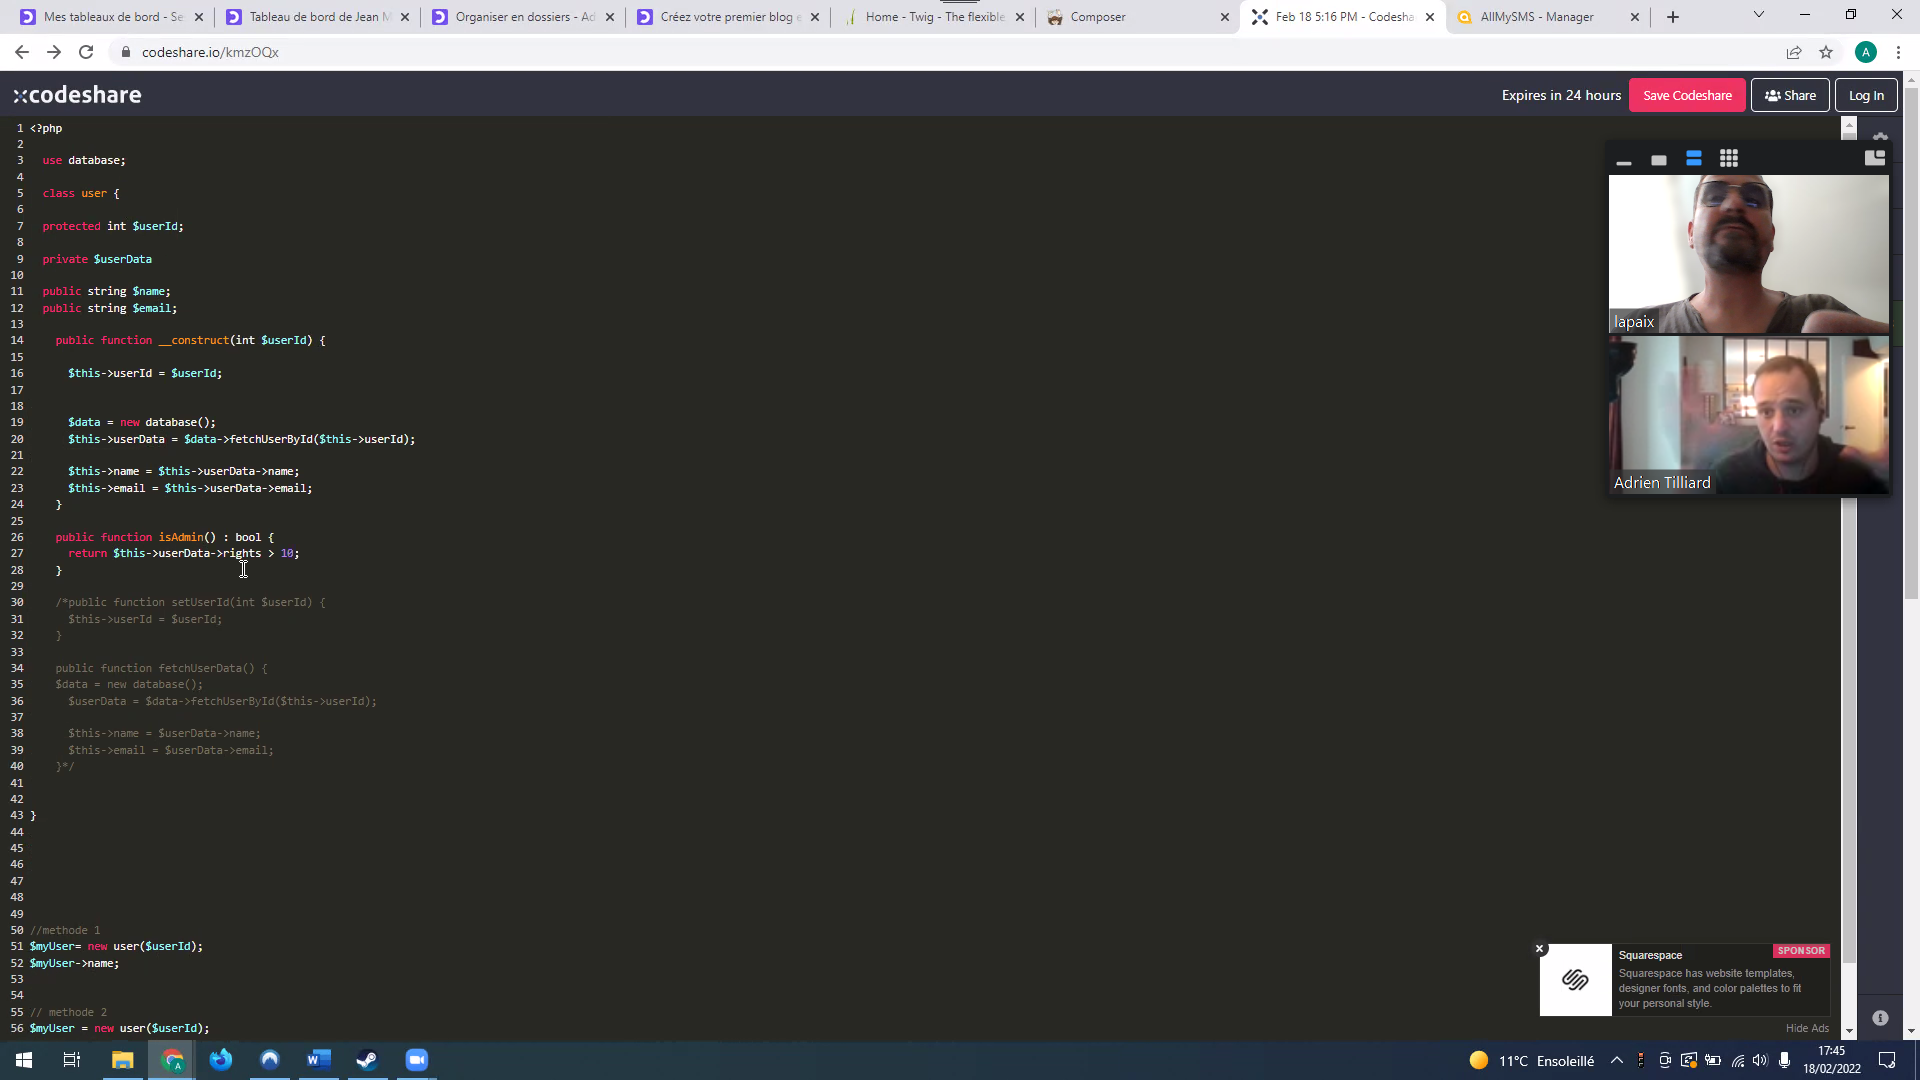 Mes tableaux de bord - Se
Tableau de bord de Jean M
Organiser en dossiers - Ad
Créez votre premier blog e
Home - Twig - The flexible
Composer
Feb 18 5:16 PM - Codesha
AllMySMS - Manager
codeshare.io/kmzOQx
A
codeshare
Expires in 24 hours
Save Codeshare
Share
Log In
1 <?php
2
3 use database;
4
5 class user {
6
7 protected int $userId;
8
9 private $userData
10
11 public string $name;
12 public string $email;
13
14 public function __construct(int $userId) {
15
16 $this->userId = $userId;
17
18
19 $data = new database();
20 $this->userData = $data->fetchUserById($this->userId);
21
22 $this->name = $this->userData->name;
23 $this->email = $this->userData->email;
24 }
25
26 public function isAdmin() : bool {
27 return $this->userData->rights > 10;
28 }
29
30 /*public function setUserId(int $userId) {
31 $this->userId = $userId;
32 }
33
34 public function fetchUserData() {
35 $data = new database();
36 $userData = $data->fetchUserById($this->userId);
37
38 $this->name = $userData->name;
39 $this->email = $userData->email;
40 }*/
41
42
43 }
44
45
46
47
48
49
50 //methode 1
51 $myUser= new user($userId);
52 $myUser->name;
53
54
55 // methode 2
56 $myUser = new user($userId);
lapaix
Adrien Tilliard
Squarespace
SPONSOR
Squarespace has website templates,
designer fonts, and color palettes to fit
your personal style.
Hide Ads
11°C Ensoleillé
17:45
18/02/2022